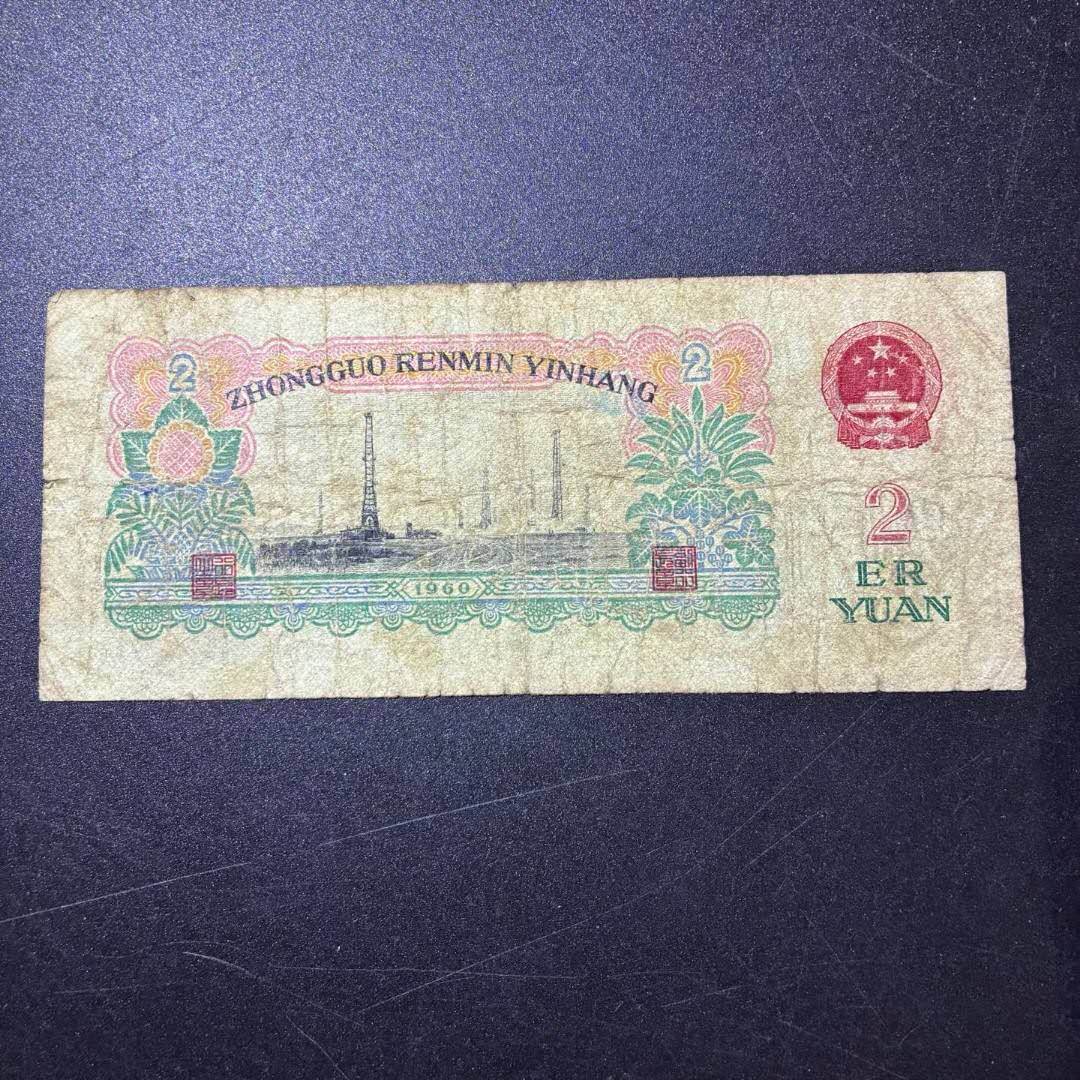 2
ZHONGGUO RENMIN YINHANG
2
1960
2
ER
YUAN